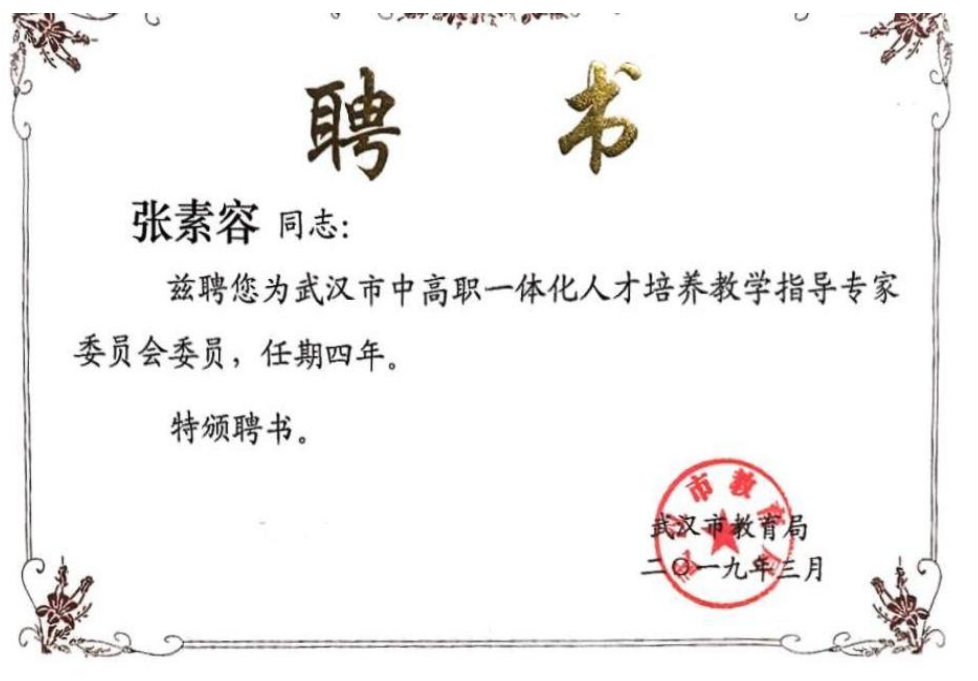 聘 书
张素容 同志:
兹聘您为武汉市中高职一体化人才培养教学指导专家
委员会委员，任期四年。
特颁聘书。
武汉市教育局
二〇一九年三月